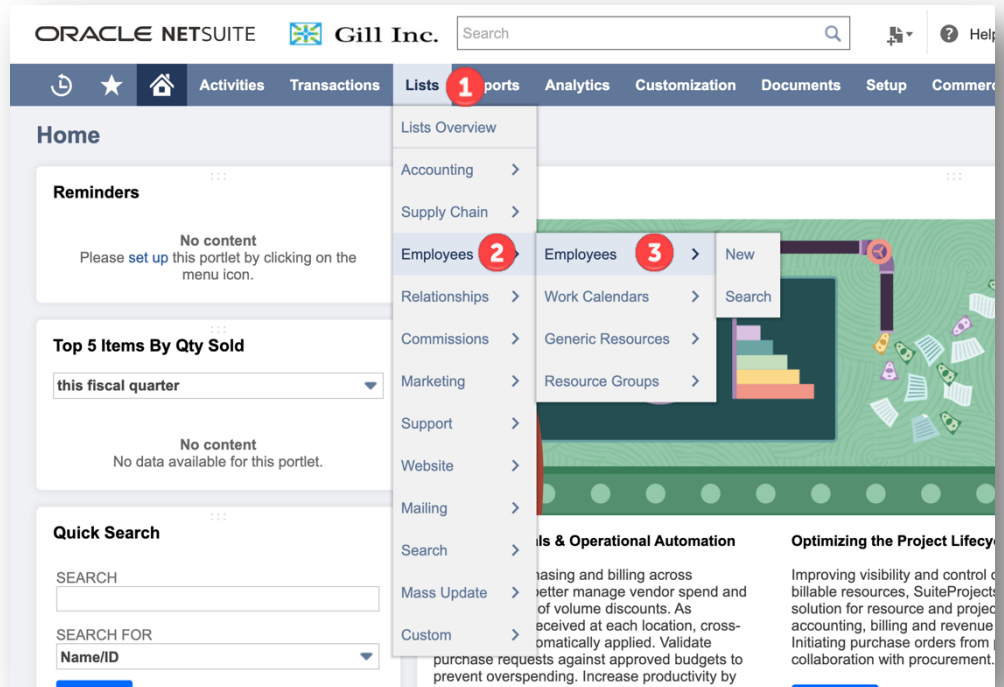 ORACLE NETSUITE
Gill Inc.
Search
Help
Activities Transactions Lists 1 ports Analytics Customization Documents Setup Commerc
Home
Lists Overview
Accounting
Supply Chain
Employees 2
Relationships
Commissions
Marketing
Support
Website
Mailing
Search
Mass Update
Custom
Employees 3
Work Calendars
Generic Resources
Resource Groups
New
Search
Reminders
No content
Please set up this portlet by clicking on the
menu icon.
Top 5 Items By Qty Sold
this fiscal quarter
No content
No data available for this portlet.
Quick Search
SEARCH
SEARCH FOR
Name/ID
ls & Operational Automation
hasing and billing across
etter manage vendor spend and
of volume discounts. As
eceived at each location, cross-
omatically applied. Validate
purchase requests against approved budgets to
prevent overspending. Increase productivity by
Optimizing the Project Lifecy
Improving visibility and control
billable resources, SuiteProjects
solution for resource and projec
accounting, billing and revenue
Initiating purchase orders from
collaboration with procurement.